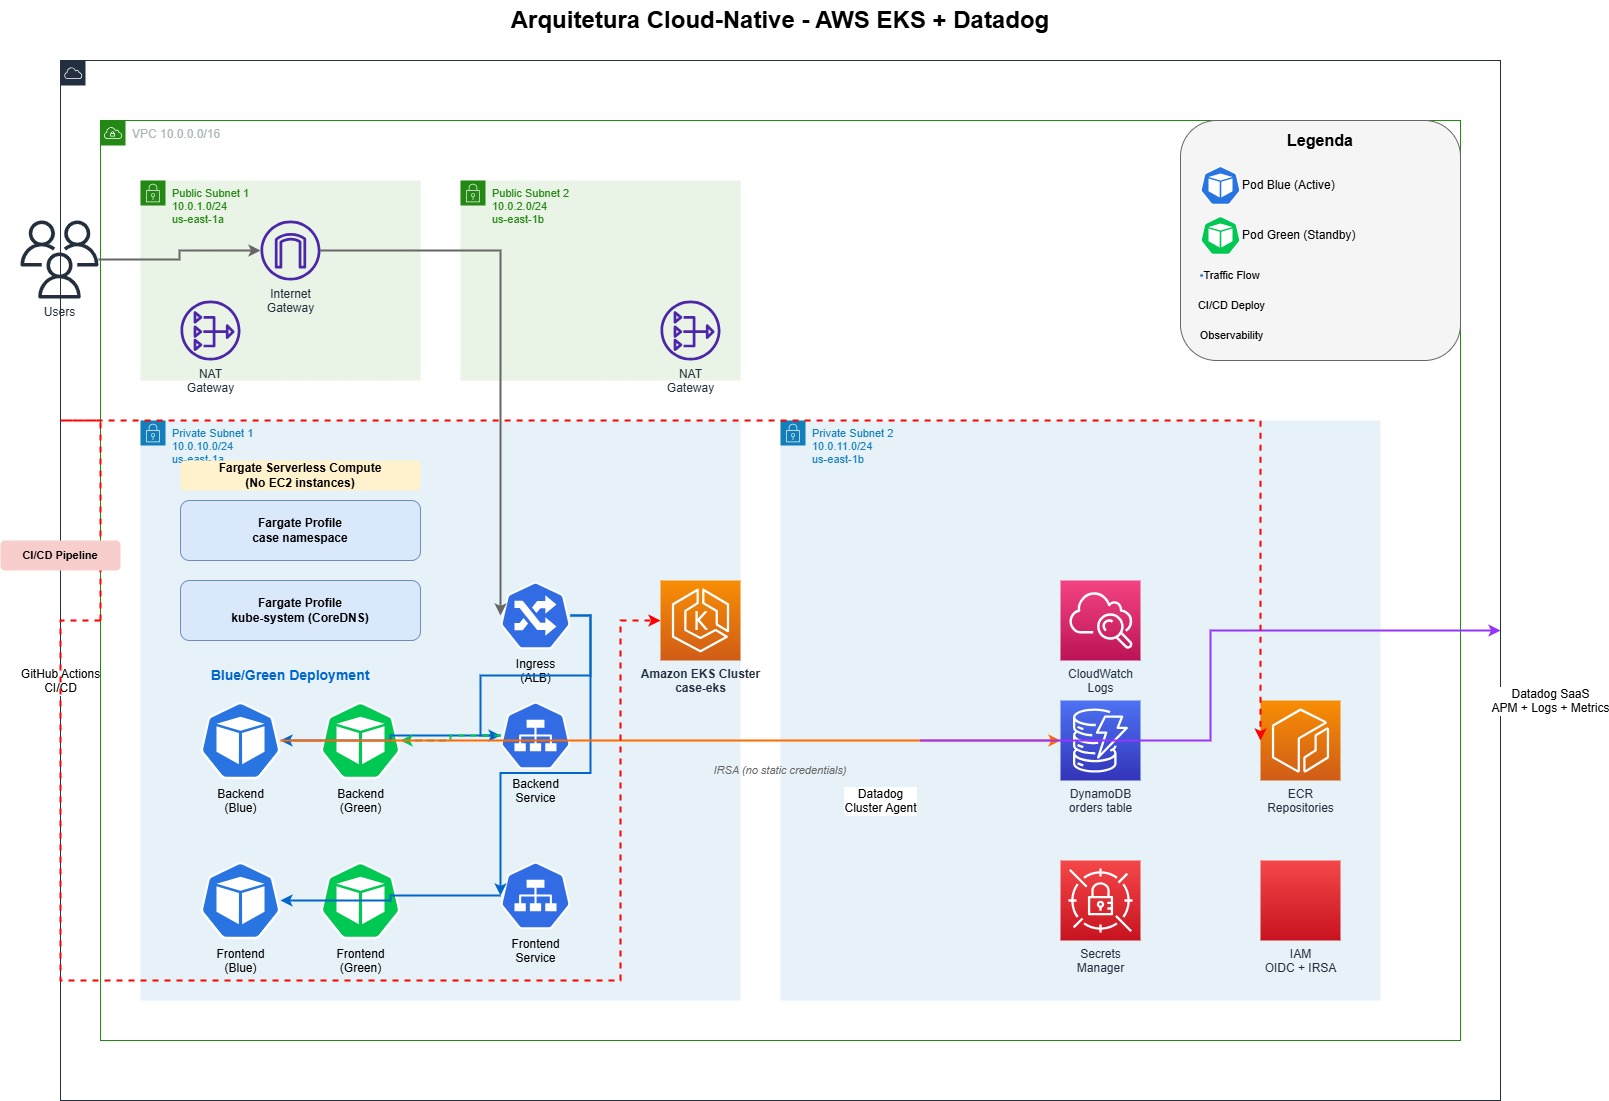 Arquitetura Cloud-Native - AWS EKS + Datadog
VPC 10.0.0.0/16
Legenda
Pod Blue (Active)
Pod Green (Standby)
Traffic Flow
CI/CD Deploy
Observability
Public Subnet 1
10.0.1.0/24
us-east-1a
Public Subnet 2
10.0.2.0/24
us-east-1b
Users
Internet
Gateway
NAT
Gateway
NAT
Gateway
Private Subnet 1
10.0.10.0/24
us-east-1a
Private Subnet 2
10.0.11.0/24
us-east-1b
Fargate Serverless Compute
(No EC2 instances)
Fargate Profile
case namespace
CI/CD Pipeline
Fargate Profile
kube-system (CoreDNS)
GitHub Actions
CI/CD
Blue/Green Deployment
Ingress
(ALB)
Amazon EKS Cluster
case-eks
CloudWatch
Logs
Datadog SaaS
APM + Logs + Metrics
Backend
(Blue)
Backend
(Green)
Backend
Service
IRSA (no static credentials)
Datadog
Cluster Agent
DynamoDB
orders table
ECR
Repositories
Frontend
(Blue)
Frontend
(Green)
Frontend
Service
Secrets
Manager
IAM
OIDC + IRSA